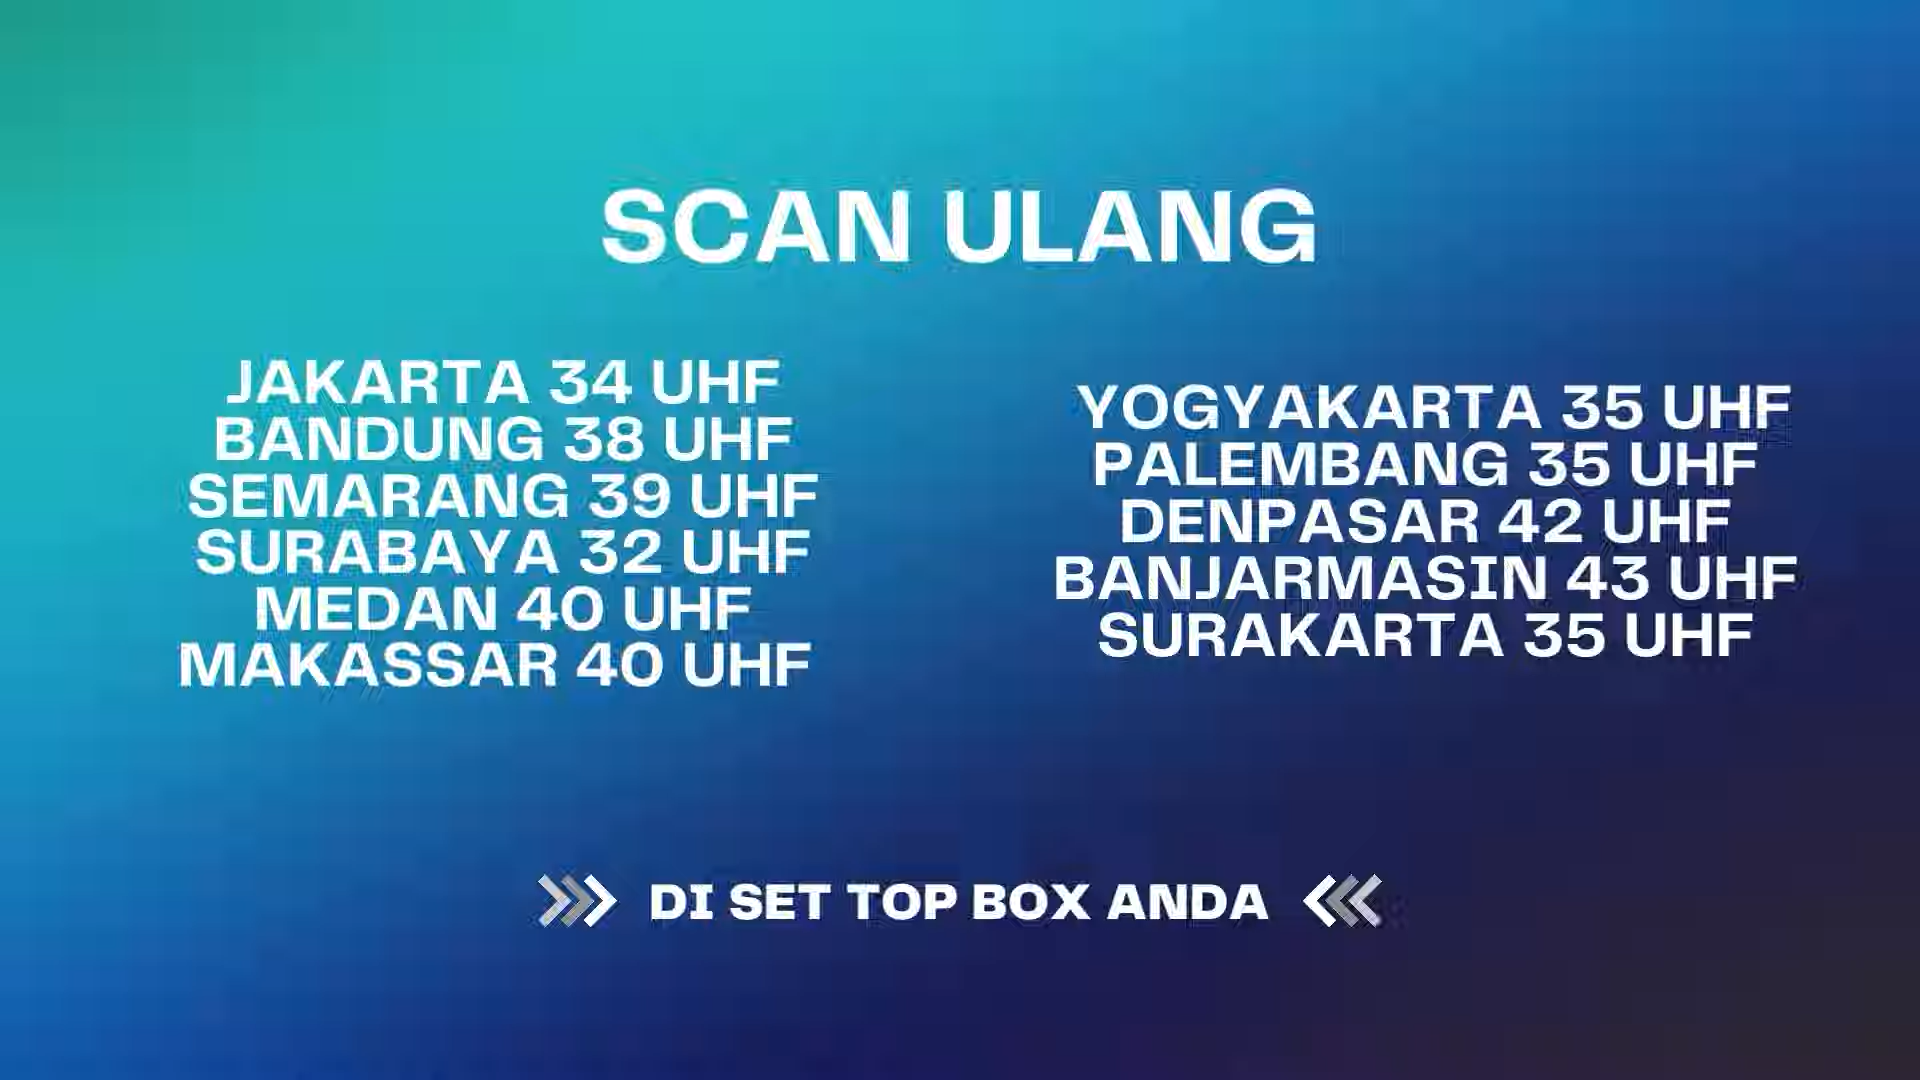 SCAN ULANG
JAKARTA 34 UHF
BANDUNG 38 UHF
SEMARANG 39 UHF
SURABAYA 32 UHF
MEDAN 40 UHF
MAKASSAR 40 UHF
YOGYAKARTA 35 UHF
PALEMBANG 35 UHF
DENPASAR 42 UHF
BANJARMASIN 43 UHF
SURAKARTA 35 UHF
DI SET TOP BOX ANDA